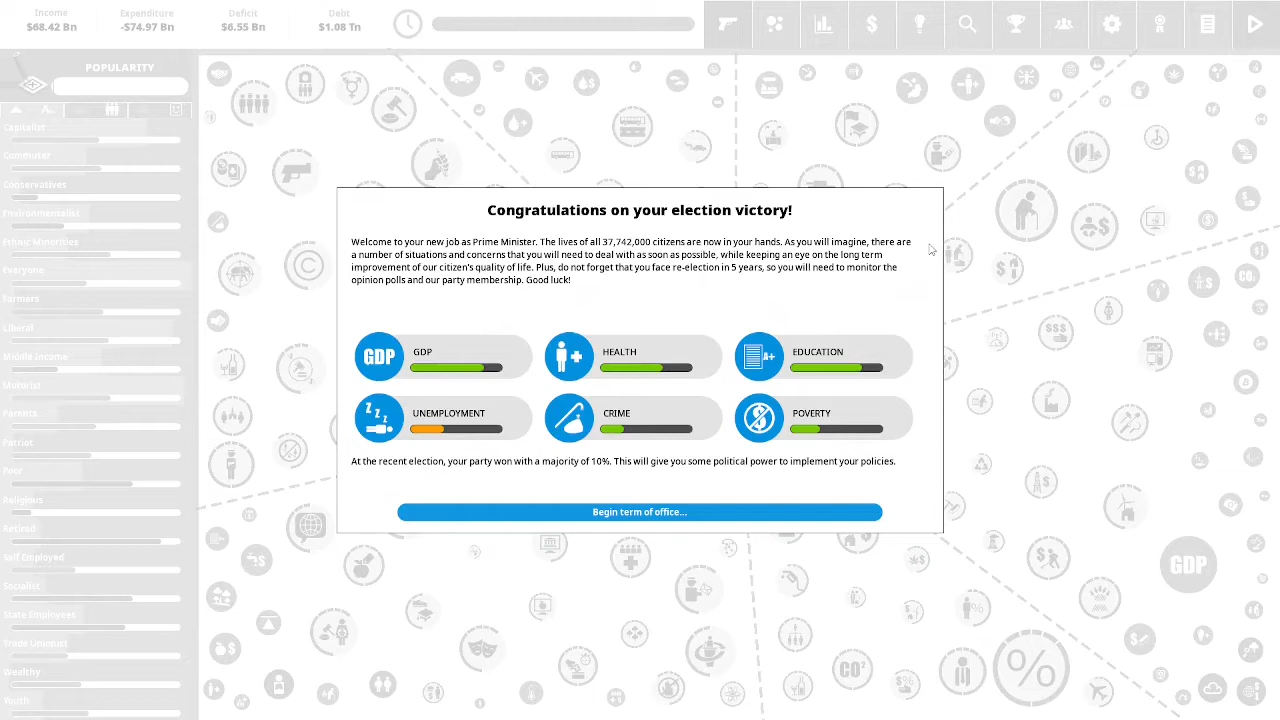 Income
Expenditure
Deficit
Debt
$68.42 Bn
-$74.97 Bn
$6.55 Bn
$1.08 Tn
POPULARITY
A..
Capitalist
Commuter
Conservatives
Environmentalist
Ethnic Minorities
Everyone
Farmers
Liberal
Middle Income
Motorist
Parents
Patriot
Poor
Religious
Retired
Self Employed
Socialist
State Employees
Trade Unionist
Wealthy
Youth
Congratulations on your election victory!
Welcome to your new job as Prime Minister. The lives of all 37,742,000 citizens are now in your hands. As you will imagine, there are
a number of situations and concerns that you will need to deal with as soon as possible, while keeping an eye on the long term
improvement of our citizen's quality of life. Plus, do not forget that you face re-election in 5 years, so you will need to monitor the
opinion polls and our party membership. Good luck!
GDP
GDP
HEALTH
A+
EDUCATION
Z Z Z
UNEMPLOYMENT
CRIME
POVERTY
At the recent election, your party won with a majority of 10%. This will give you some political power to implement your policies.
Begin term of office...
CO²
GDP
CO²
%